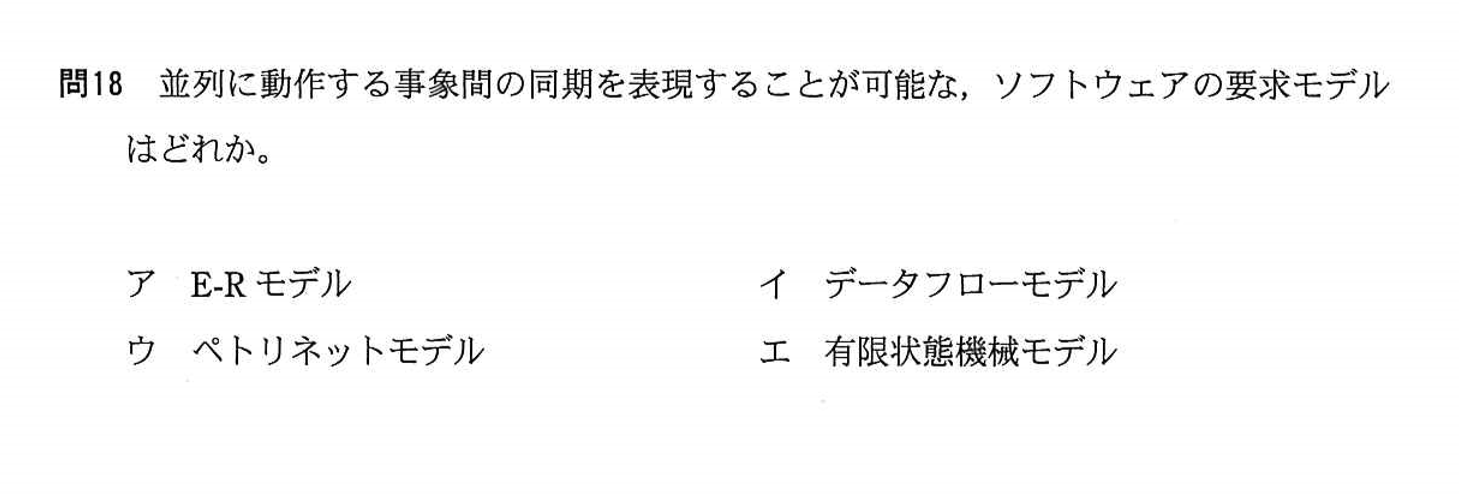 問18　並列に動作する事象間の同期を表現することが可能な，ソフトウェアの要求モデル
はどれか。
ア　E-R モデル　イ　データフローモデル
ウ　ペトリネットモデル　エ　有限状態機械モデル